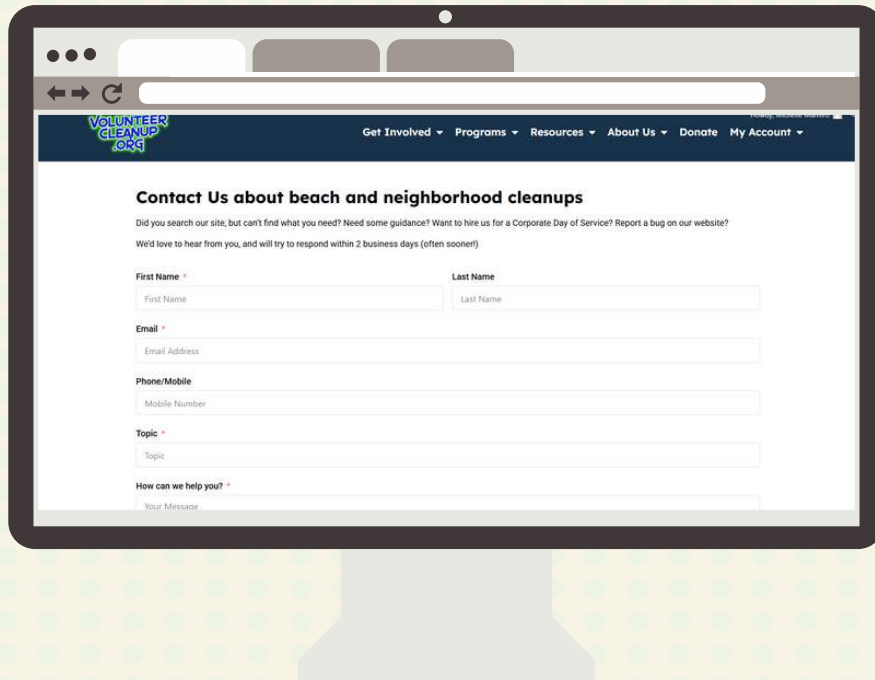 Howdy, Michelle Marrero
VOLUNTEER
CLEANUP
.ORG
Get Involved Programs Resources About Us Donate My Account
Contact Us about beach and neighborhood cleanups
Did you search our site, but can't find what you need? Need some guidance? Want to hire us for a Corporate Day of Service? Report a bug on our website?
We'd love to hear from you, and will try to respond within 2 business days (often sooner!)
First Name * Last Name
First Name Last Name
Email *
Email Address
Phone/Mobile
Mobile Number
Topic *
Topic
How can we help you? *
Your Message